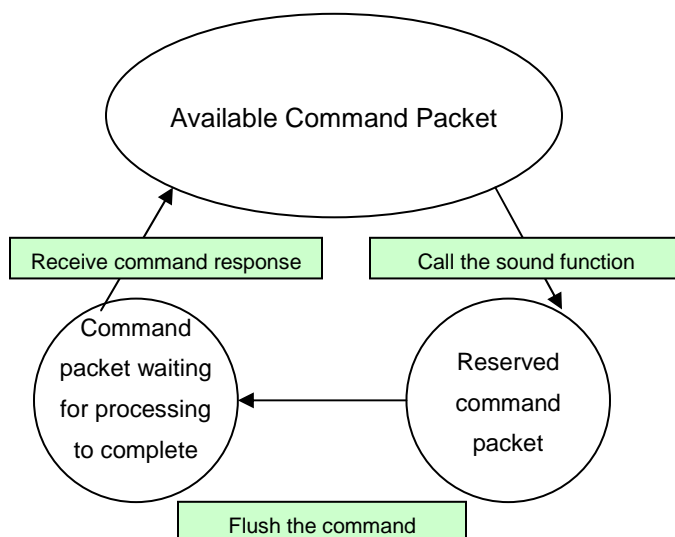 Available Command Packet
Receive command response
Call the sound function
Command
packet waiting
for processing
to complete
Reserved
command
packet
Flush the command